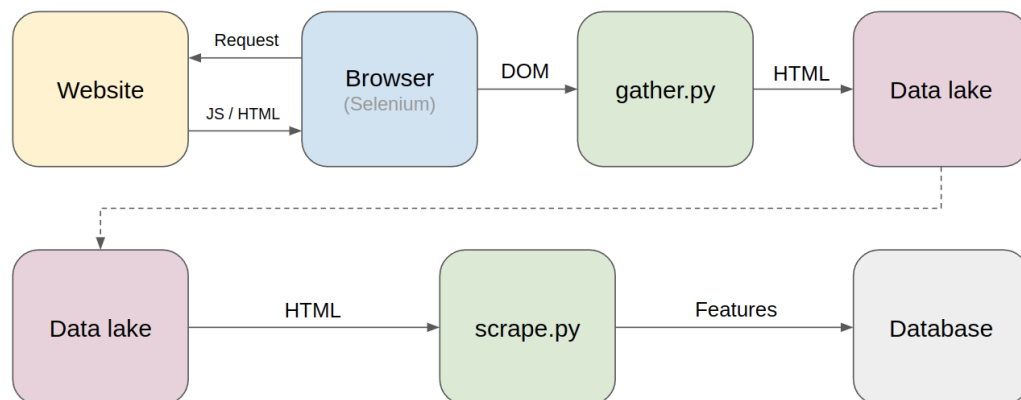 Request
Website
JS / HTML
Browser
(Selenium)
DOM
gather.py
HTML
Data lake
Data lake
HTML
scrape.py
Features
Database